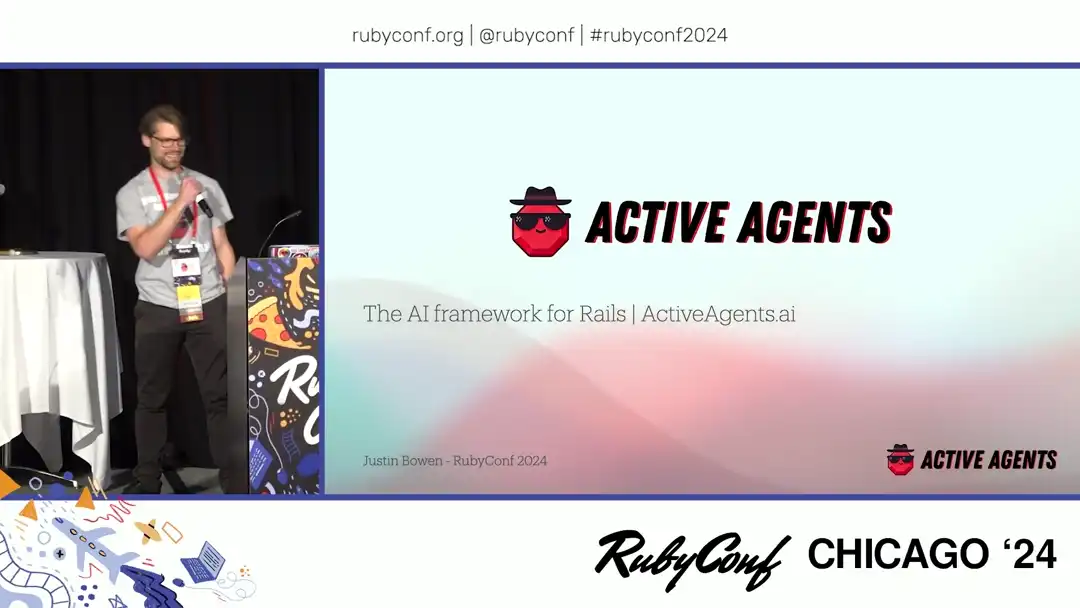 rubyconf.org | @rubyconf | #rubyconf2024
ACTIVE AGENTS
The AI framework for Rails | ActiveAgents.ai
Justin Bowen - RubyConf 2024
ACTIVE AGENTS
RubyConf CHICAGO ‘24